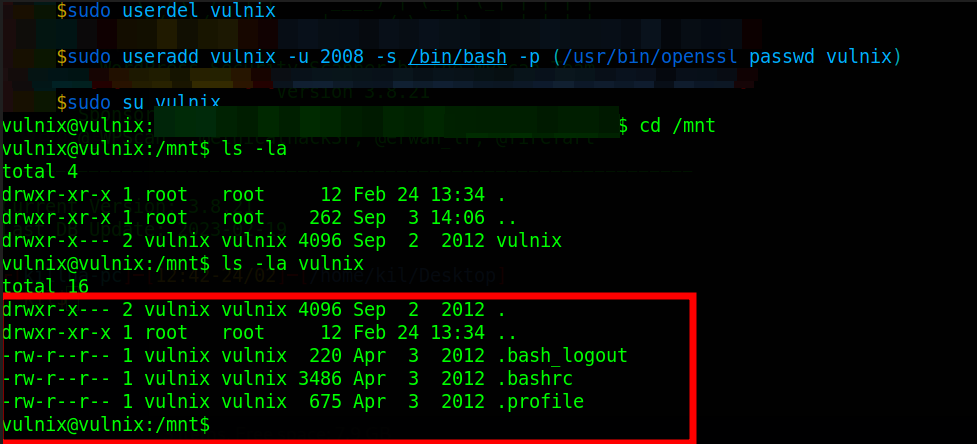 $sudo userdel vulnix
$sudo useradd vulnix -u 2008 -s /bin/bash -p (/usr/bin/openssl passwd vulnix)
version 3.8.21
$sudo su vulnix
vulnix@vulnix: $ cd /mnt
vulnix@vulnix:/mnt$ ls -la
total 4
drwxr-xr-x 1 root   root     12 Feb 24 13:34 .
drwxr-xr-x 1 root   root    262 Sep  3 14:06 ..
drwxr-x--- 2 vulnix vulnix 4096 Sep  2  2012 vulnix
vulnix@vulnix:/mnt$ ls -la vulnix
total 16
drwxr-x--- 2 vulnix vulnix 4096 Sep  2  2012 .
drwxr-xr-x 1 root   root     12 Feb 24 13:34 ..
-rw-r--r-- 1 vulnix vulnix  220 Apr  3  2012 .bash_logout
-rw-r--r-- 1 vulnix vulnix 3486 Apr  3  2012 .bashrc
-rw-r--r-- 1 vulnix vulnix  675 Apr  3  2012 .profile
vulnix@vulnix:/mnt$